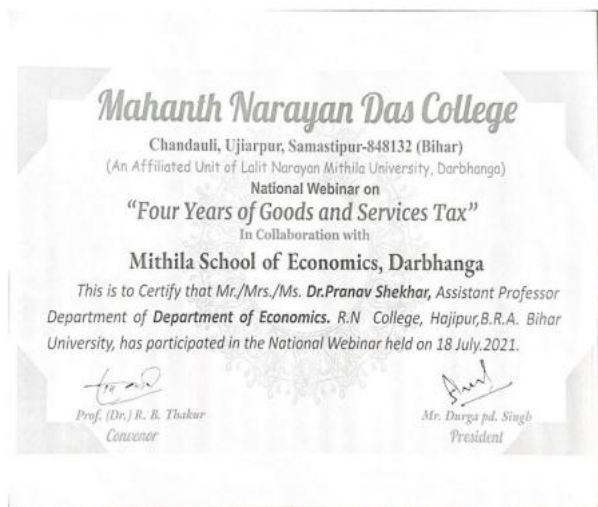 Mahanth Narayan Das College
Chandauli, Ujiarpur, Samastipur-848132 (Bihar)
(An Affiliated Unit of Lalit Narayan Mithila University, Darbhanga)
National Webinar on
“Four Years of Goods and Services Tax”
In Collaboration with
Mithila School of Economics, Darbhanga
This is to Certify that Mr./Mrs./Ms. Dr.Pranav Shekhar, Assistant Professor
Department of Department of Economics. R.N College, Hajipur,B.R.A. Bihar
University, has participated in the National Webinar held on 18 July.2021.
Prof. (Dr.) R. B. Thakur
Mr. Durga pd. Singh
Convenor
President